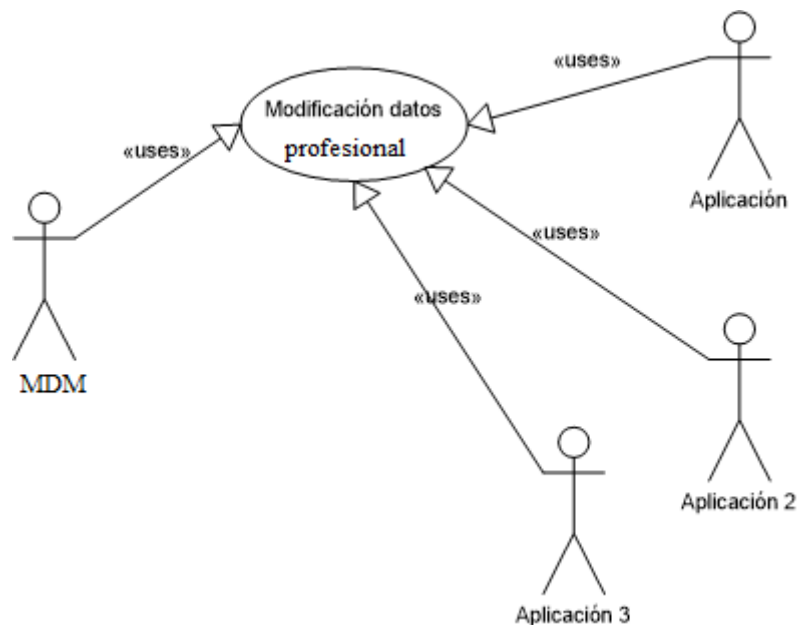 «uses»
Modificación datos
profesional
«uses»
Aplicación
«uses»
«uses»
MDM
Aplicación 2
Aplicación 3